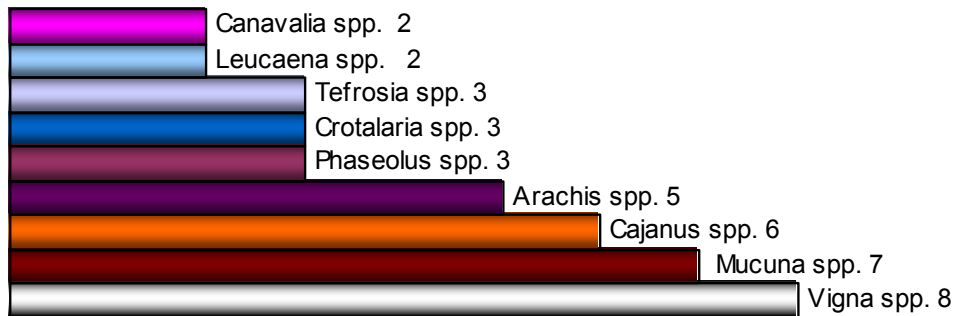 Canavalia spp. 2
Leucaena spp. 2
Tefrosia spp. 3
Crotalaria spp. 3
Phaseolus spp. 3
Arachis spp. 5
Cajanus spp. 6
Mucuna spp. 7
Vigna spp. 8